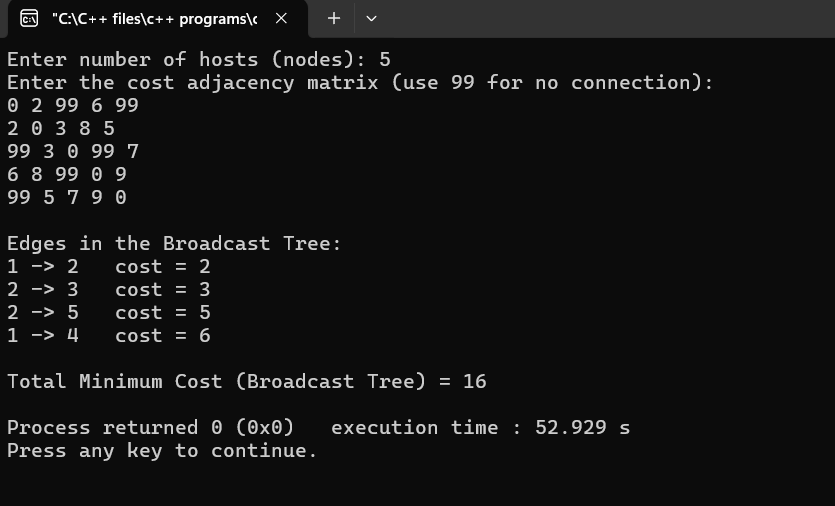 "C:\C++ files\c++ programs\c
Enter number of hosts (nodes): 5
Enter the cost adjacency matrix (use 99 for no connection):
0 2 99 6 99
2 0 3 8 5
99 3 0 99 7
6 8 99 0 9
99 5 7 9 0
Edges in the Broadcast Tree:
1 -> 2   cost = 2
2 -> 3   cost = 3
2 -> 5   cost = 5
1 -> 4   cost = 6
Total Minimum Cost (Broadcast Tree) = 16
Process returned 0 (0x0)   execution time : 52.929 s
Press any key to continue.